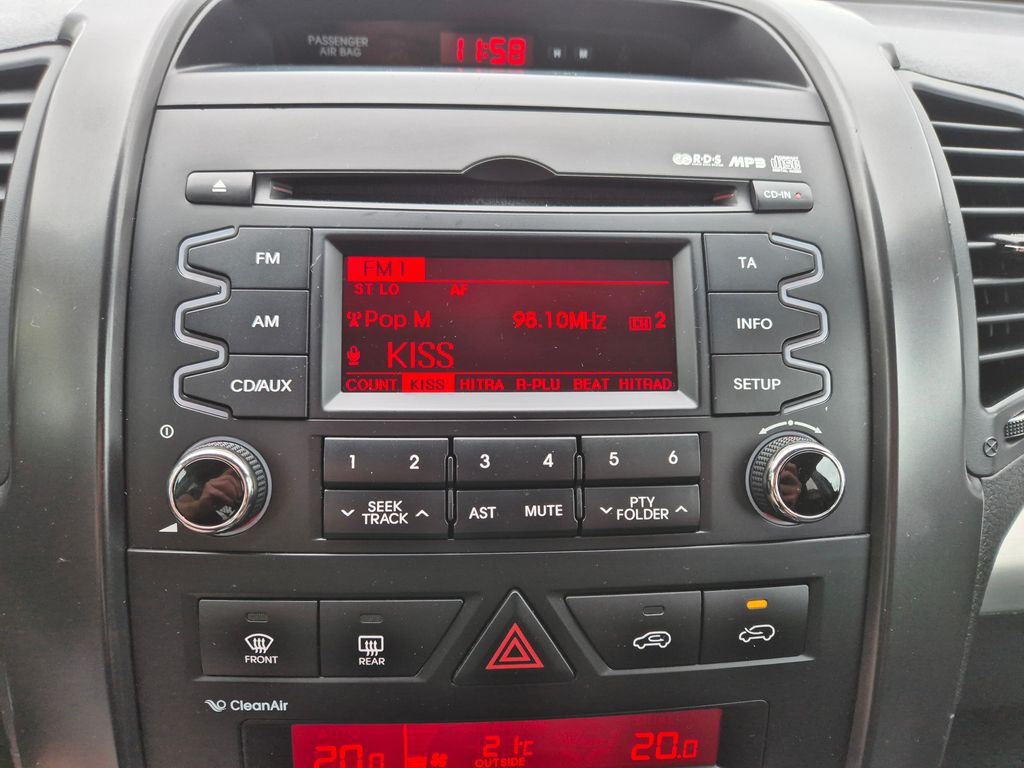 PASSENGER
AIR BAG
11:58
H M
R·D·S MP3 disc
CD-IN
FM
AM
CD/AUX
FM1
ST LO AF
Pop M 98.10MHz CH 2
KISS
COUNT KISS HITRA R-PLU BEAT HITRAD
TA
INFO
SETUP
1 2 3 4 5 6
SEEK
TRACK
AST MUTE
PTY
FOLDER
FRONT
REAR
CleanAir
20.0
21°C
OUTSIDE
20.0